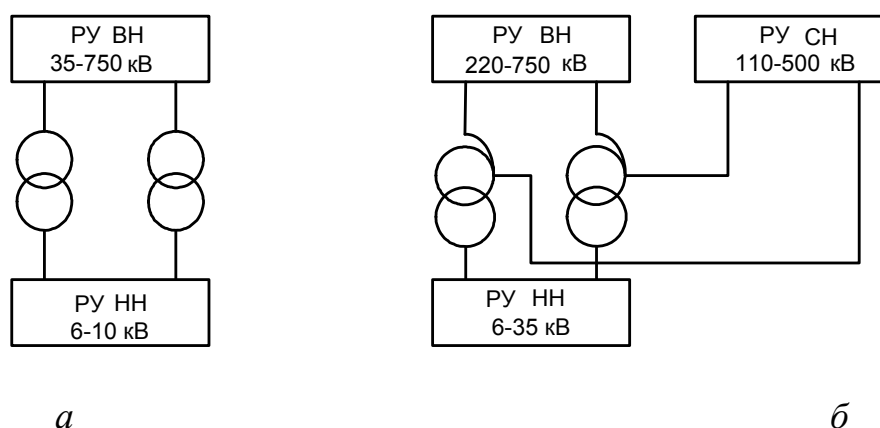 РУ ВН
35-750 кВ
РУ НН
6-10 кВ
а
РУ ВН
220-750 кВ
РУ СН
110-500 кВ
РУ НН
6-35 кВ
б